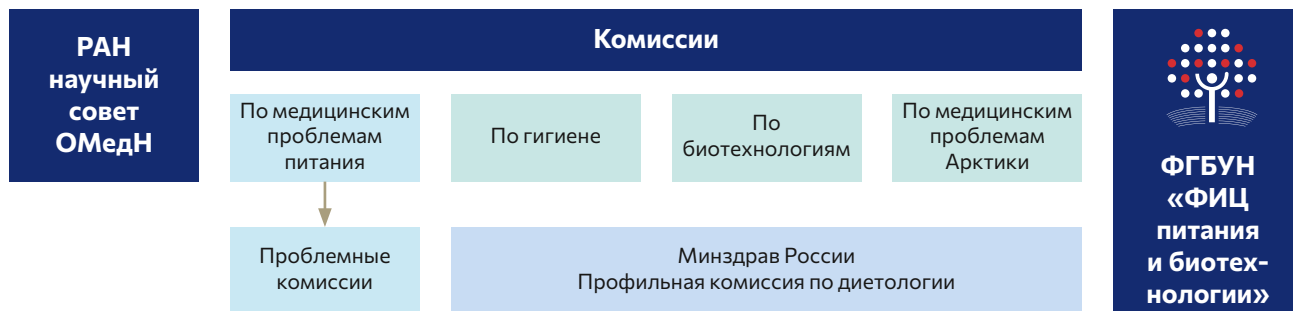 РАН
научный
совет
ОМедН
Комиссии
По медицинским
проблемам
питания
По гигиене
По
биотехнологиям
По медицинским
проблемам
Арктики
Проблемные
комиссии
Минздрав России
Профильная комиссия по диетологии
ФГБУН
«ФИЦ
питания
и биотех-
нологии»